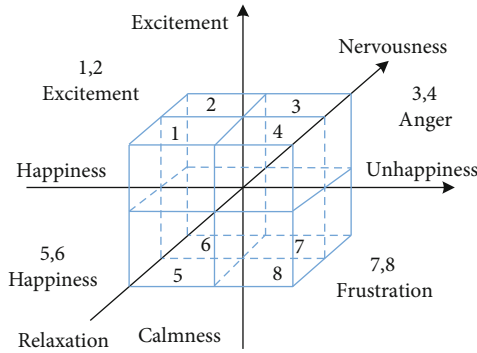 Excitement
Nervousness
1,2
Excitement
3,4
Anger
2
3
1
4
Happiness
Unhappiness
5,6
Happiness
6
7
5
8
7,8
Frustration
Relaxation
Calmness